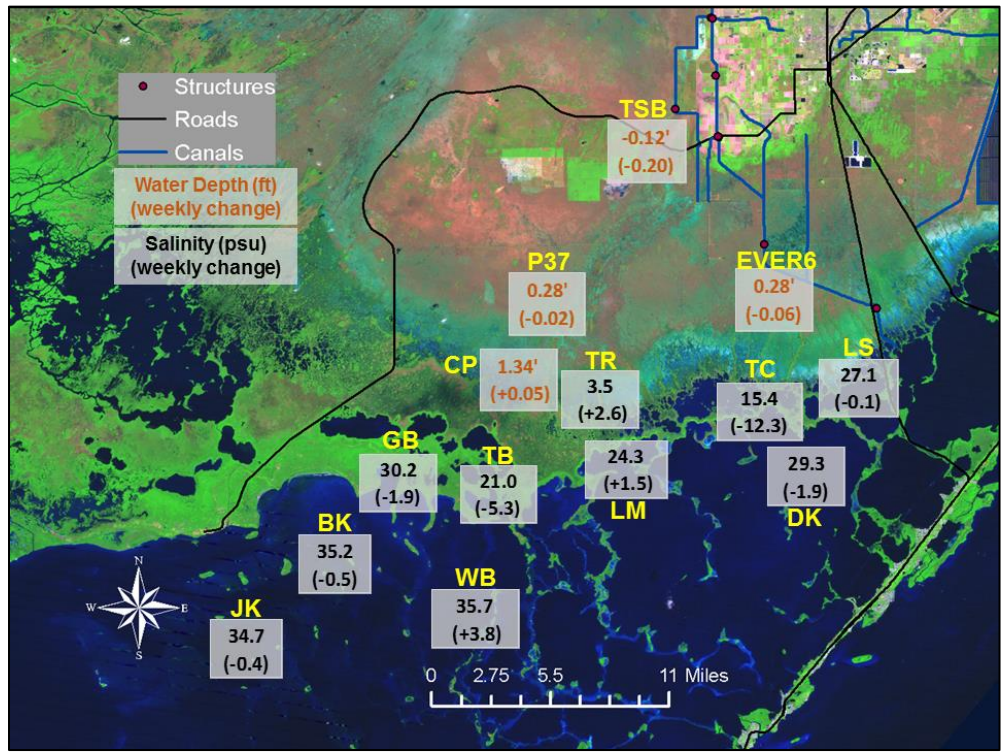 Structures
Roads
Canals
Water Depth (ft)
(weekly change)
Salinity (psu)
(weekly change)
TSB
-0.12'
(-0.20)
P37
0.28'
(-0.02)
EVER6
0.28'
(-0.06)
CP
1.34'
(+0.05)
TR
3.5
(+2.6)
TC
15.4
(-12.3)
LS
27.1
(-0.1)
GB
30.2
(-1.9)
TB
21.0
(-5.3)
24.3
(+1.5)
LM
29.3
(-1.9)
DK
BK
35.2
(-0.5)
WB
35.7
(+3.8)
JK
34.7
(-0.4)
N
W E
S
0 2.75 5.5 11 Miles